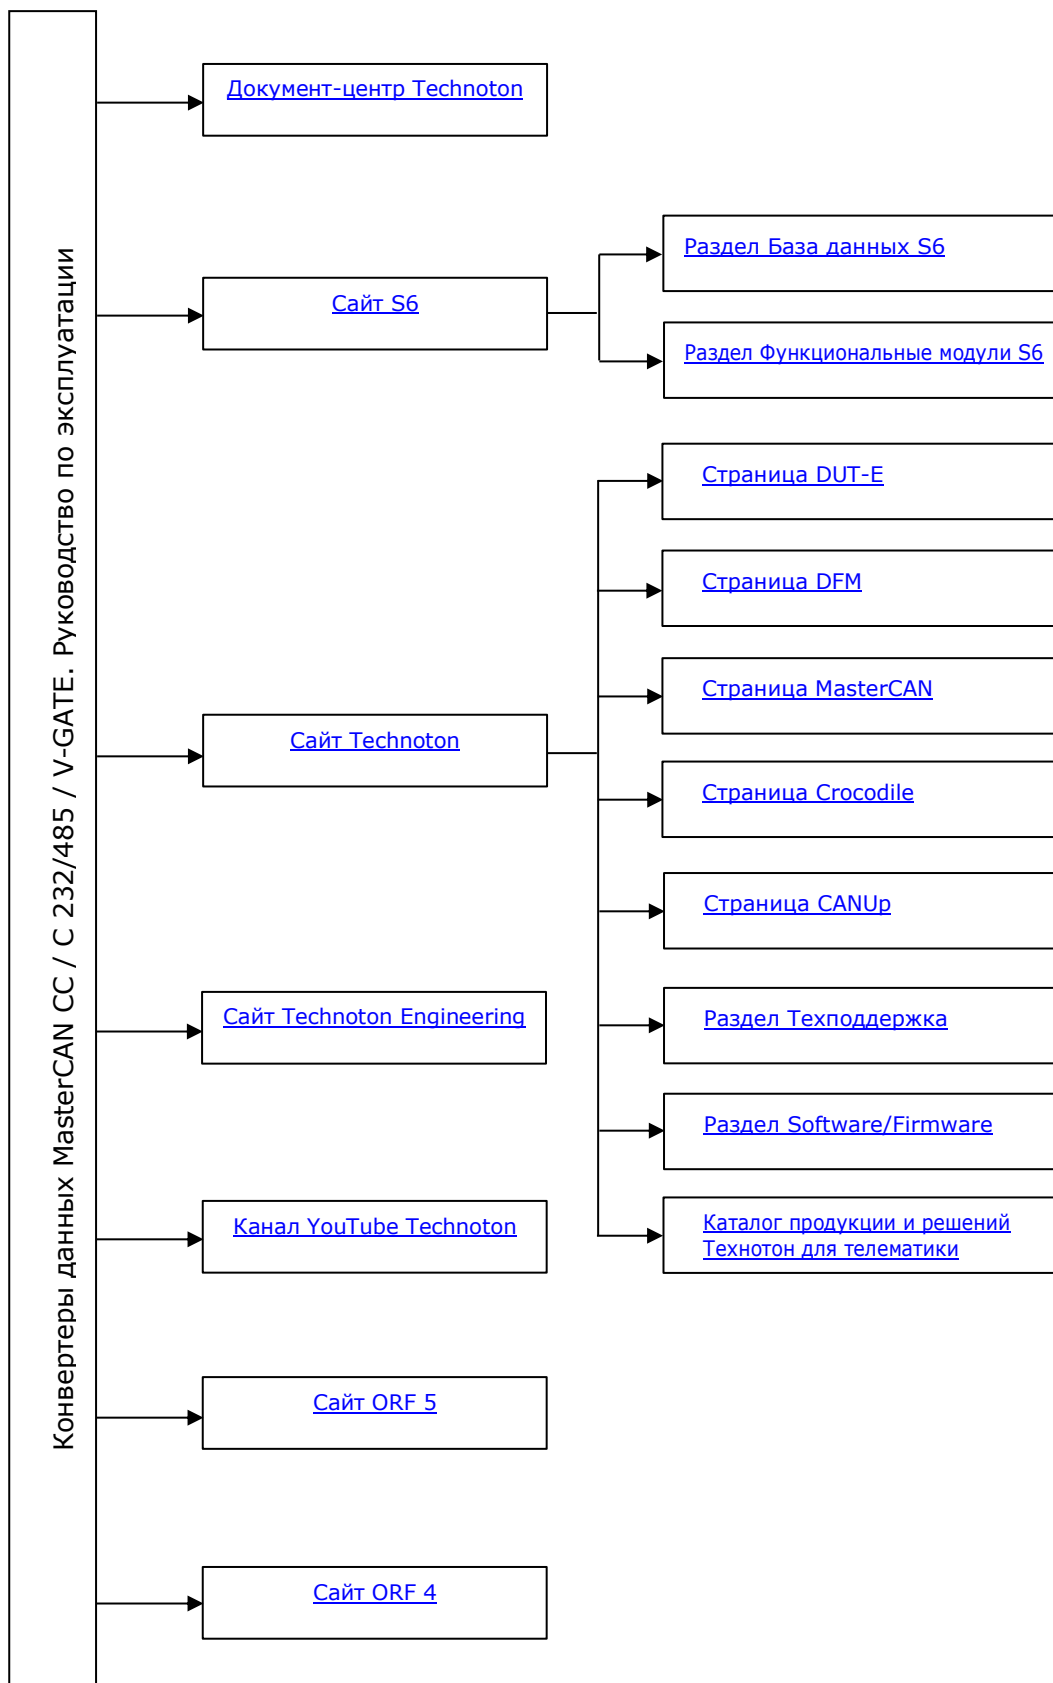 Конвертеры данных MasterCAN CC / C 232/485 / V-GATE. Руководство по эксплуатации
Документ-центр Technoton
Сайт S6
Раздел База данных S6
Раздел Функциональные модули S6
Сайт Technoton
Страница DUT-E
Страница DFM
Страница MasterCAN
Страница Crocodile
Страница CANUp
Раздел Техподдержка
Раздел Software/Firmware
Каталог продукции и решений
Технотон для телематики
Сайт Technoton Engineering
Канал YouTube Technoton
Сайт ORF 5
Сайт ORF 4